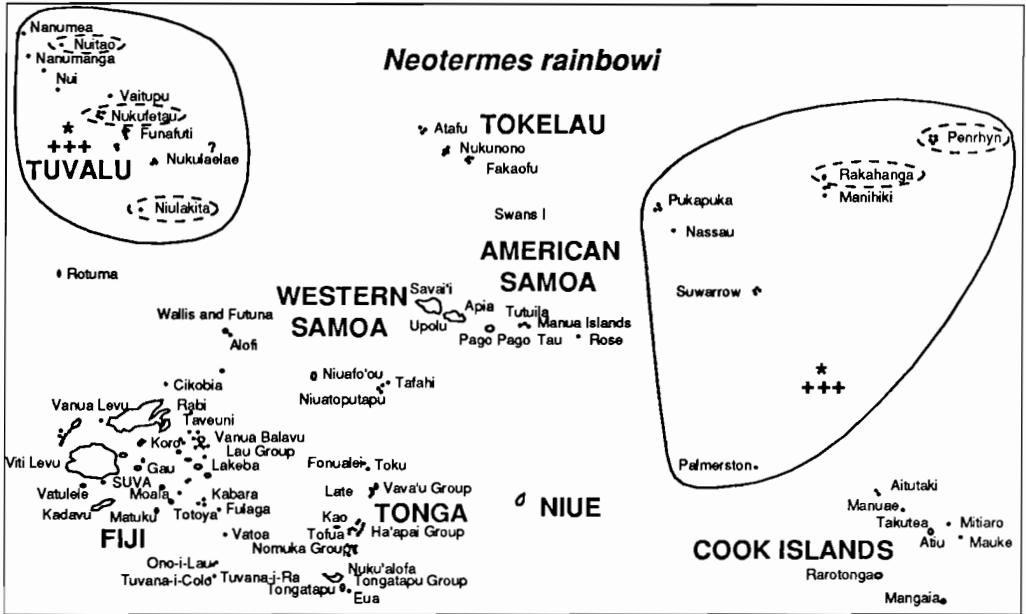 Neotermes rainbowi
Nanumea
Nuitao
Nanumanga
Nui
Vaitupu
Nukufetau
*
Funafuti
+++
?
TUVALU
Nukulaelae
Niulakita
Atafu
TOKELAU
Nukunono
Fakaofu
Swans I
Penrhyn
Rakahanga
Manihiki
Pukapuka
Nassau
Suwarrow
*
+++
Palmerston
Rotuma
AMERICAN
SAMOA
WESTERN
SAMOA
Savai'i
Apia
Upolu
Tutuila
Manua Islands
Pago Pago Tau
Rose
Wallis and Futuna
Alofi
Niuafo'ou
Tafahi
Niuatoputapu
Cikobia
Vanua Levu
Rabi
Taveuni
Koro
Vanua Balavu
Lau Group
Viti Levu
Gau
Lakeba
SUVA
Vatulele
Moala
Kabara
Kadavu
Matuku
Totoya
Fulaga
FIJI
Vatoa
Ono-i-Lau
Tuvana-i-Colo
Tuvana-i-Ra
Fonualei
Toku
Late
Vava'u Group
Kao
TONGA
Tofua
Ha'apai Group
Nomuka Group
Nuku'alofa
Tongatapu Group
Tongatapu
Eua
NIUE
Aitutaki
Manuae
Takutea
Mitiaro
COOK ISLANDS
Atiu
Mauke
Rarotonga
Mangaia